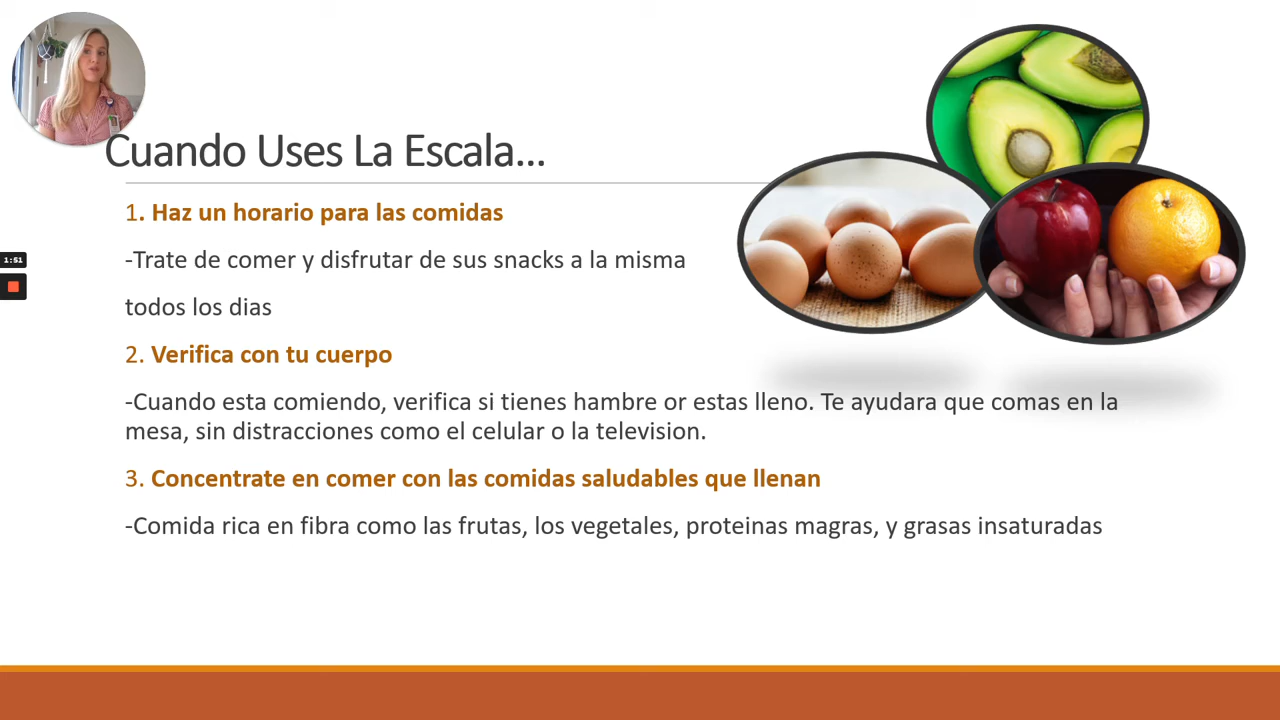 Cuando Uses La Escala...
1. Haz un horario para las comidas
-Trate de comer y disfrutar de sus snacks a la misma
todos los dias
2. Verifica con tu cuerpo
-Cuando esta comiendo, verifica si tienes hambre or estas lleno. Te ayudara que comas en la
mesa, sin distracciones como el celular o la television.
3. Concentrate en comer con las comidas saludables que llenan
-Comida rica en fibra como las frutas, los vegetales, proteinas magras, y grasas insaturadas
1:51